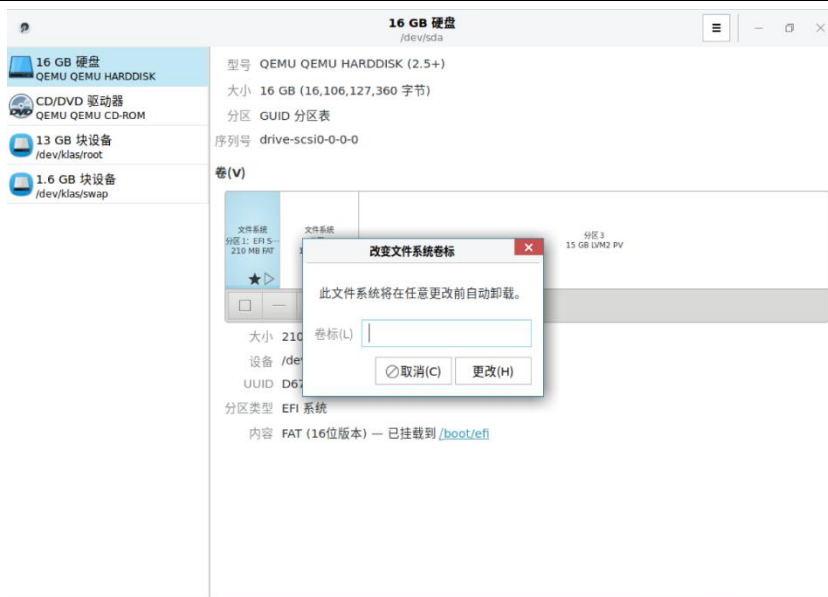 16 GB 硬盘
/dev/sda
16 GB 硬盘
QEMU QEMU HARDDISK
CD/DVD 驱动器
QEMU QEMU CD-ROM
13 GB 块设备
/dev/klas/root
1.6 GB 块设备
/dev/klas/swap
型号 QEMU QEMU HARDDISK (2.5+)
大小 16 GB (16,106,127,360 字节)
分区 GUID 分区表
序列号 drive-scsi0-0-0-0
卷(V)
文件系统
分区 1: EFI S…
210 MB FAT
文件系统
分区 3
15 GB LVM2 PV
改变文件系统卷标
此文件系统将在任意更改前自动卸载。
卷标(L)
取消(C) 更改(H)
大小 210
设备 /de
UUID D67
分区类型 EFI 系统
内容 FAT (16位版本) — 已挂载到 /boot/efi